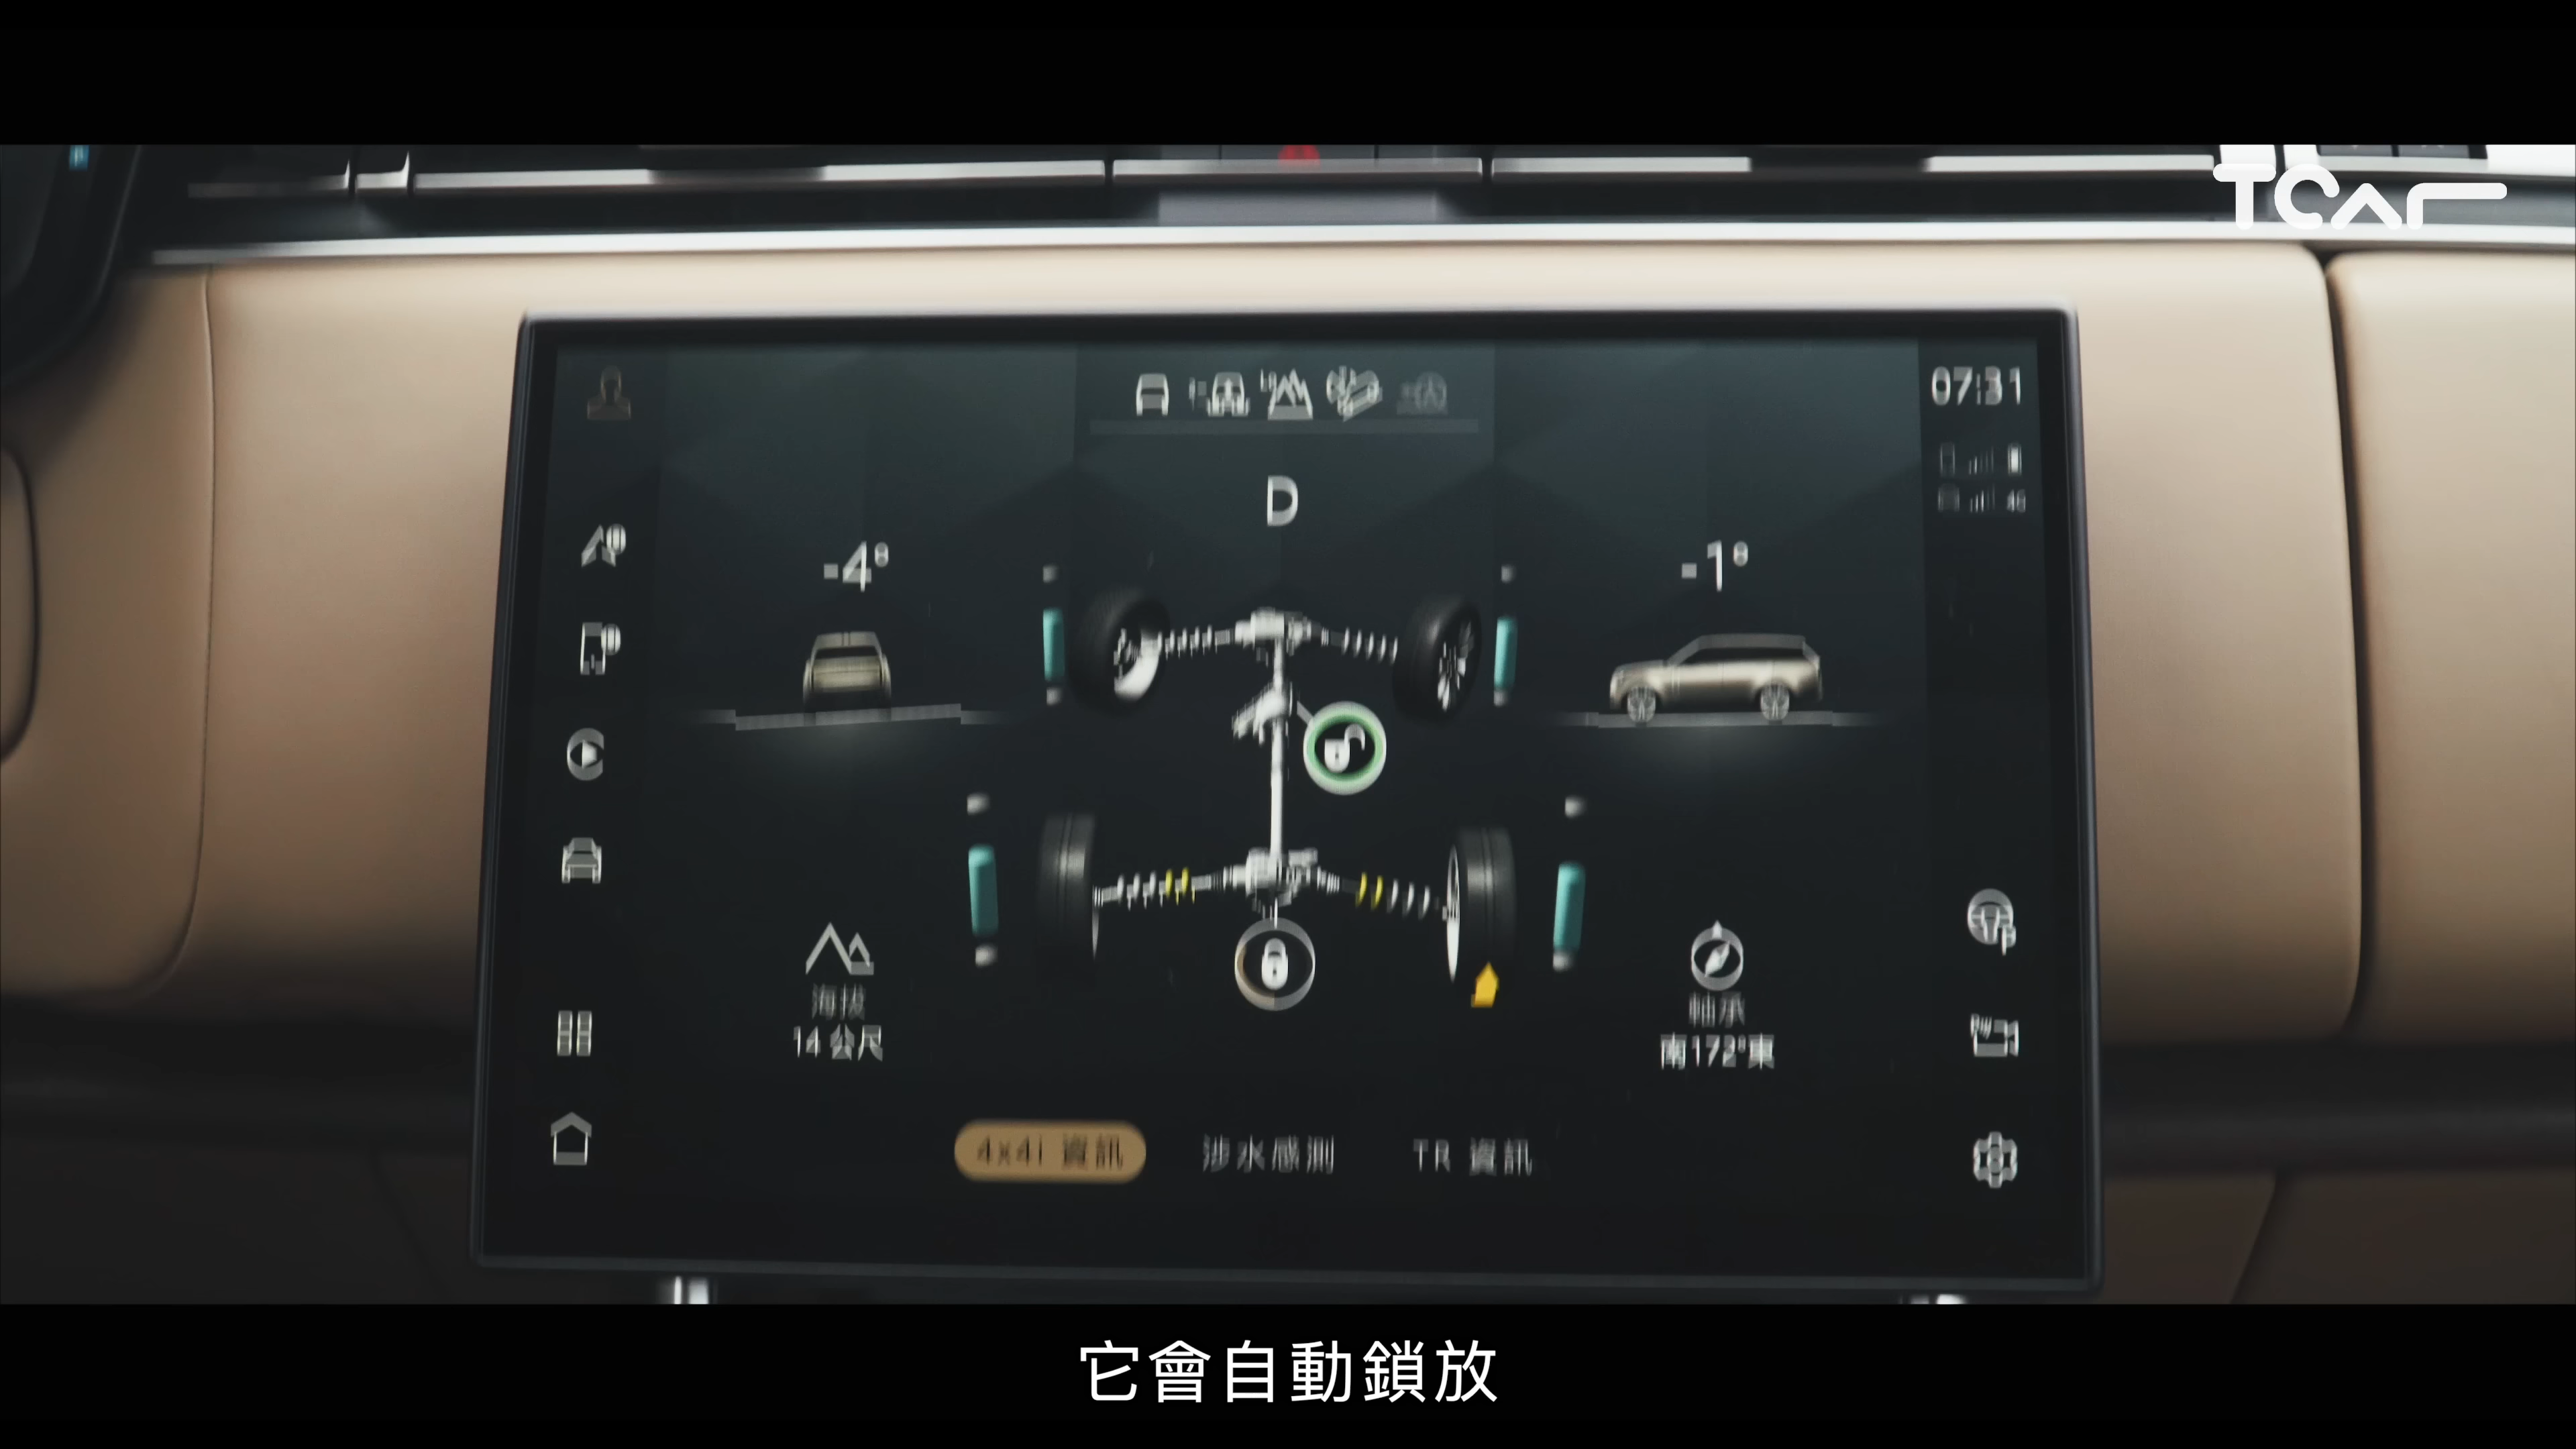 TCar
07:31
D
4G
-4°
-1°
海拔
14 公尺
軸承
南172°東
4x4i 資訊
涉水感測
TR 資訊
它會自動鎖放